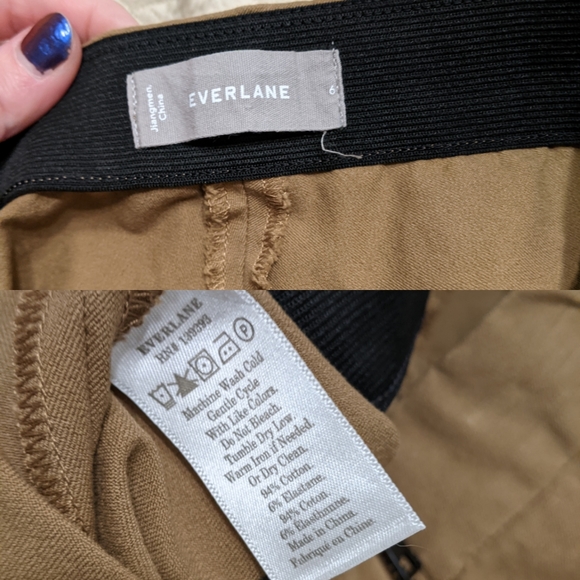 Jiangmen,
China
EVERLANE
6
EVERLANE
RN# 139293
P
Machine Wash Cold
Gentle Cycle
With Like Colors.
Do Not Bleach.
Tumble Dry Low
Warm Iron if Needed.
Or Dry Clean.
94% Cotton.
6% Elastane.
94% Coton.
6% Elasthanne.
Made in China.
Fabriqué en Chine.